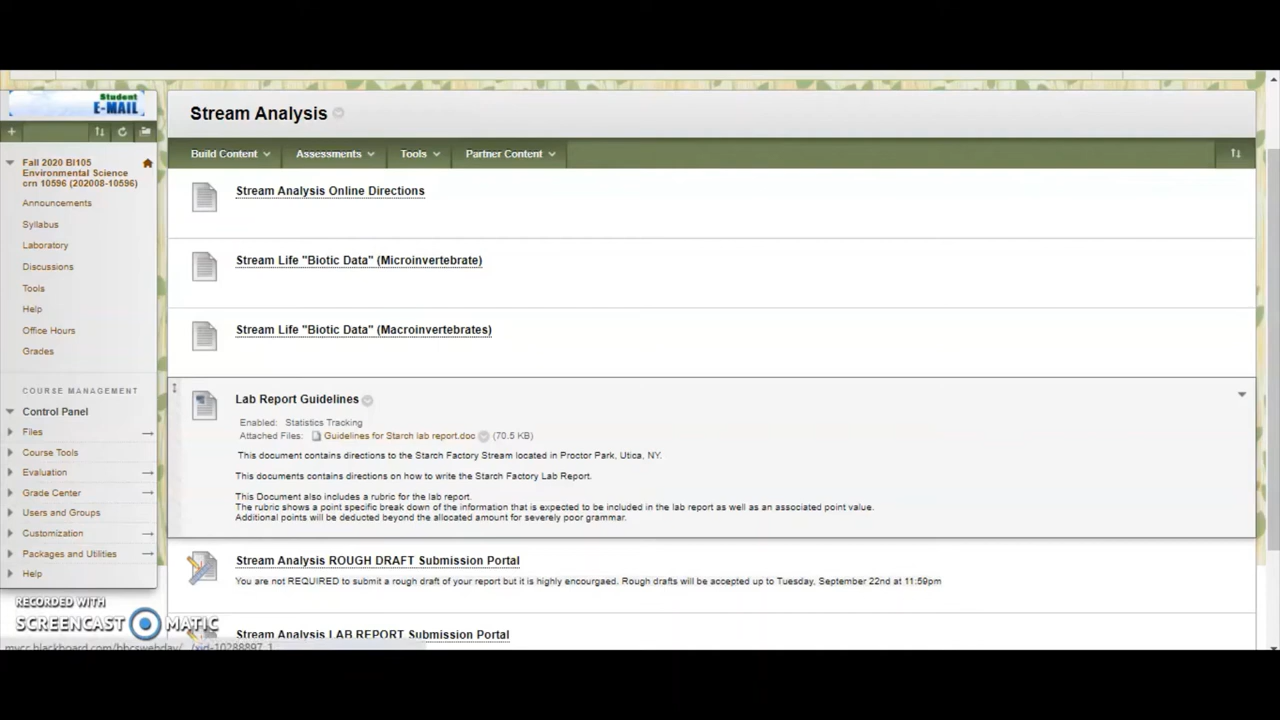 Student
E-MAIL
Stream Analysis
Build Content
Assessments
Tools
Partner Content
Fall 2020 BI105
Environmental Science
crn 10596 (202008-10596)
Announcements
Syllabus
Laboratory
Discussions
Tools
Help
Office Hours
Grades
COURSE MANAGEMENT
Control Panel
Files
Course Tools
Evaluation
Grade Center
Users and Groups
Customization
Packages and Utilities
Help
Stream Analysis Online Directions
Stream Life "Biotic Data" (Microinvertebrate)
Stream Life "Biotic Data" (Macroinvertebrates)
Lab Report Guidelines
Enabled: Statistics Tracking
Attached Files: Guidelines for Starch lab report.doc (70.5 KB)
This document contains directions to the Starch Factory Stream located in Proctor Park, Utica, NY.
This documents contains directions on how to write the Starch Factory Lab Report.
This Document also includes a rubric for the lab report.
The rubric shows a point specific break down of the information that is expected to be included in the lab report as well as an associated point value.
Additional points will be deducted beyond the allocated amount for severely poor grammar.
Stream Analysis ROUGH DRAFT Submission Portal
You are not REQUIRED to submit a rough draft of your report but it is highly encourgaed. Rough drafts will be accepted up to Tuesday, September 22nd at 11:59pm
Stream Analysis LAB REPORT Submission Portal
RECORDED WITH
SCREENCAST MATIC